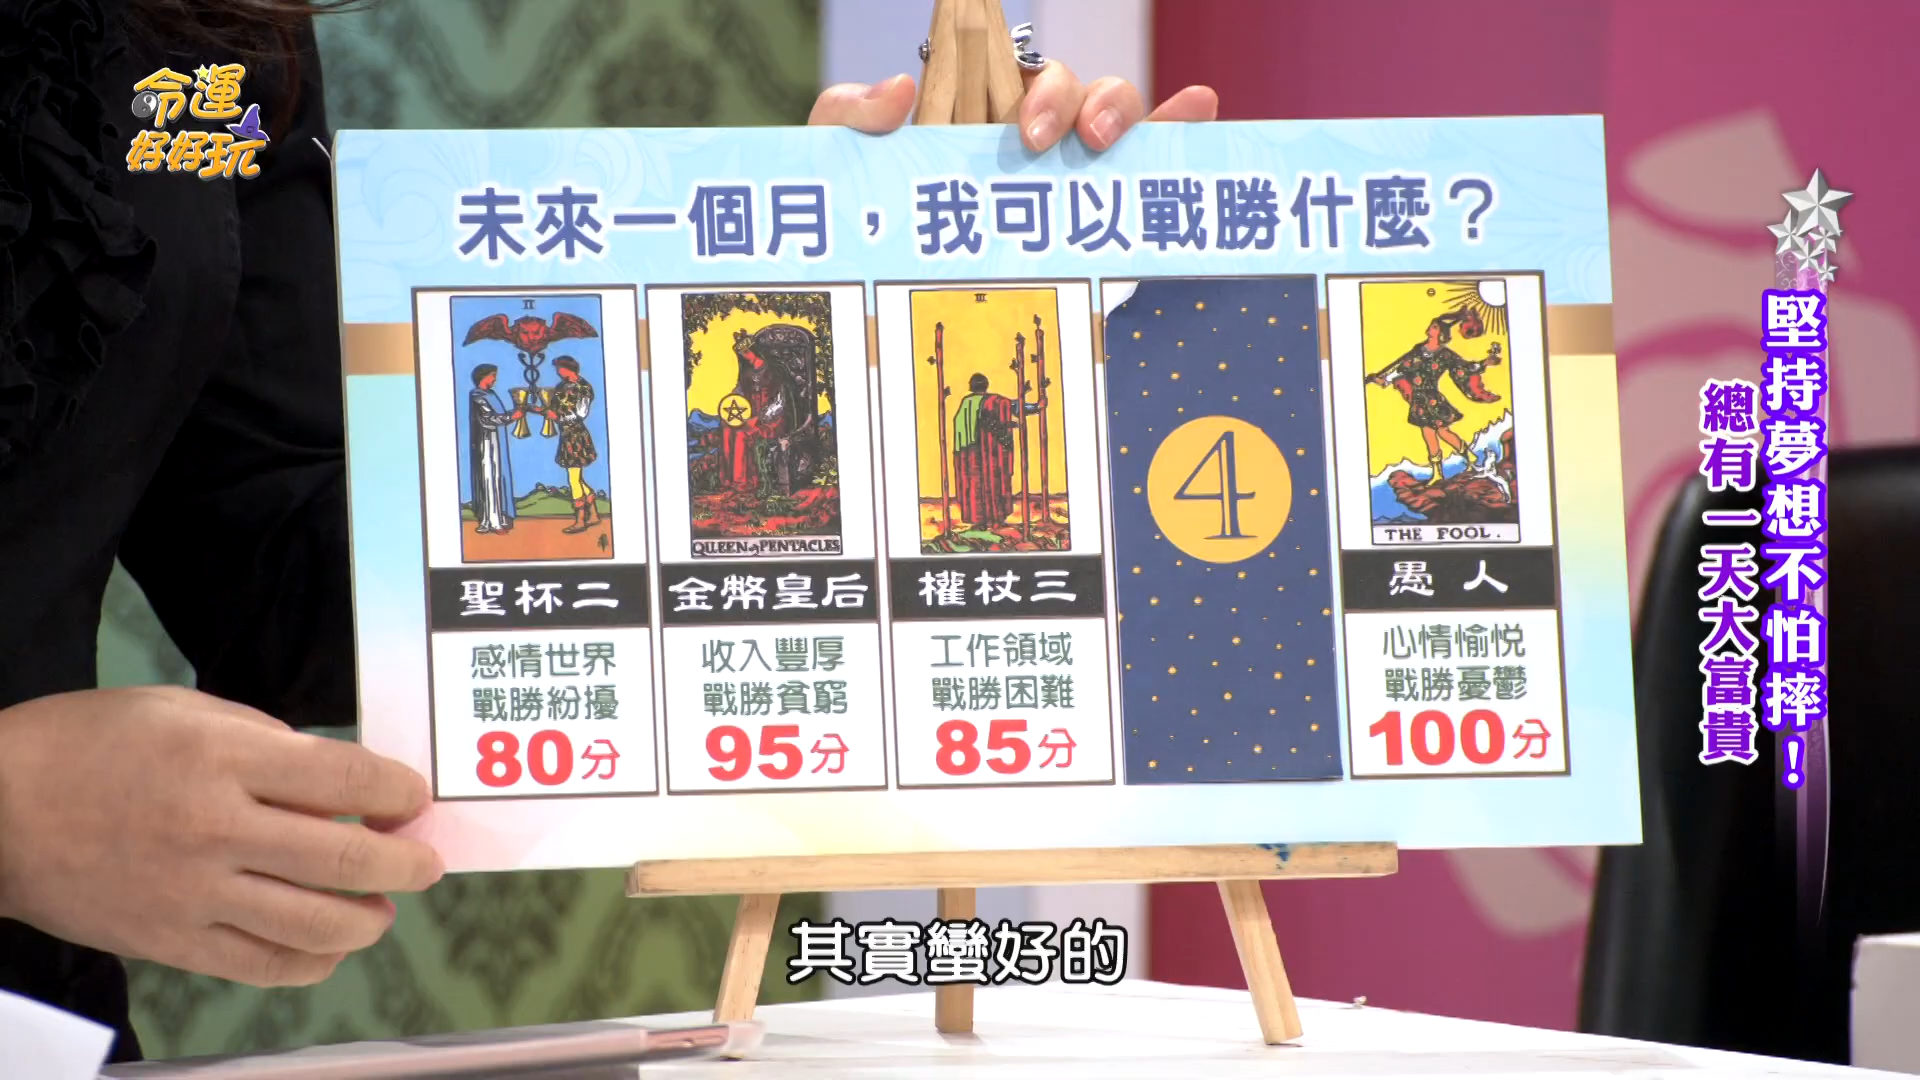 命運
好好玩
未來一個月，我可以戰勝什麼？
II
聖杯二
感情世界
戰勝紛擾
80分
QUEEN of PENTACLES
金幣皇后
收入豐厚
戰勝貧窮
95分
III
權杖三
工作領域
戰勝困難
85分
4
0
THE FOOL.
愚人
心情愉悅
戰勝憂鬱
100分
堅持夢想不怕摔！
總有一天大富貴
其實蠻好的